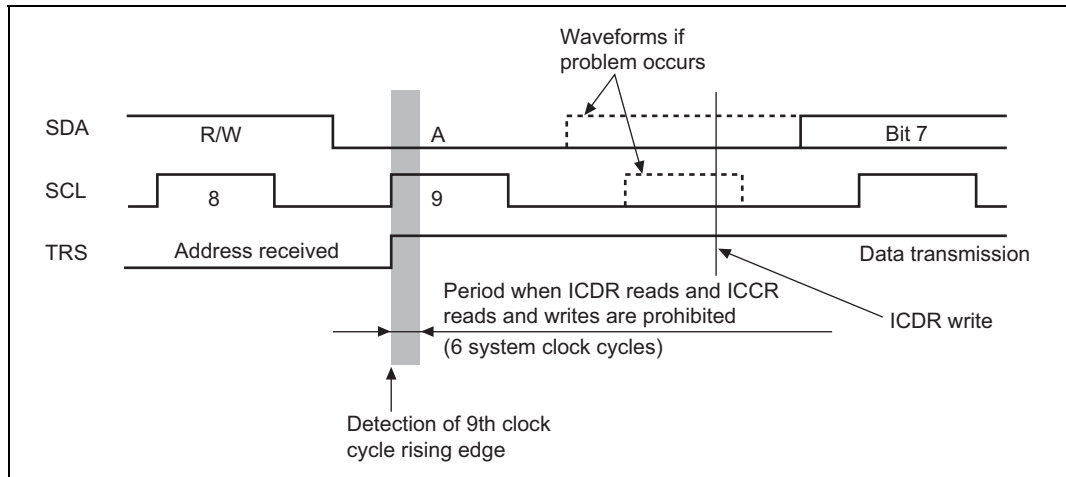 Waveforms if
problem occurs
SDA
R/W
A
Bit 7
SCL
8
9
TRS
Address received
Data transmission
Period when ICDR reads and ICCR
reads and writes are prohibited
(6 system clock cycles)
ICDR write
Detection of 9th clock
cycle rising edge